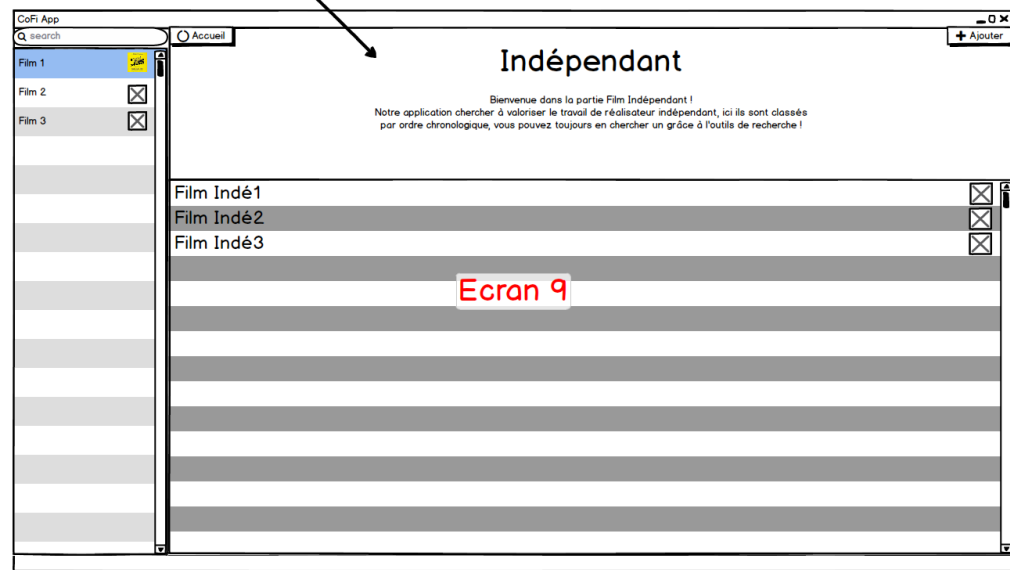 CoFi App
search
Accueil
Ajouter
Film 1
Film 2
Film 3
Indépendant
Bienvenue dans la partie Film Indépendant !
Notre application chercher à valoriser le travail de réalisateur indépendant, ici ils sont classés
par ordre chronologique, vous pouvez toujours en chercher un grâce à l'outils de recherche !
Film Indé1
Film Indé2
Film Indé3
Ecran 9